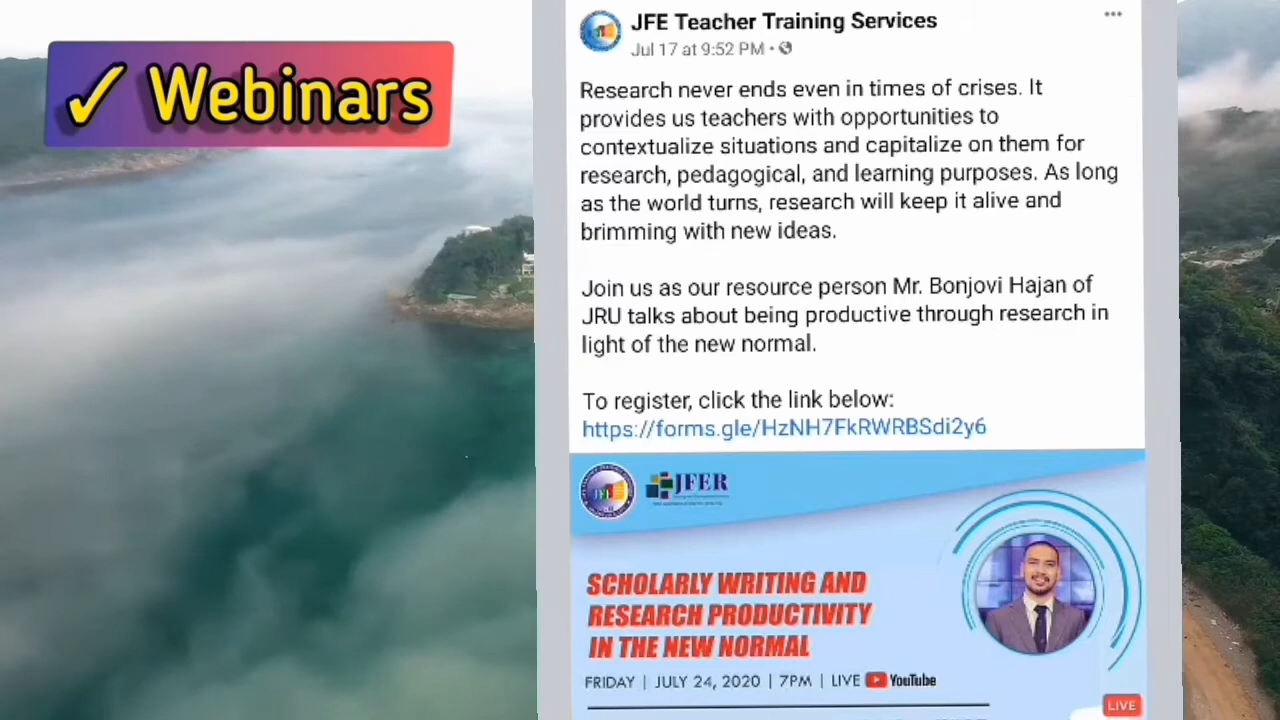 ✓ Webinars
JFE Teacher Training Services
Jul 17 at 9:52 PM •
Research never ends even in times of crises. It
provides us teachers with opportunities to
contextualize situations and capitalize on them for
research, pedagogical, and learning purposes. As long
as the world turns, research will keep it alive and
brimming with new ideas.
Join us as our resource person Mr. Bonjovi Hajan of
JRU talks about being productive through research in
light of the new normal.
To register, click the link below:
https://forms.gle/HzNH7FkRWRBSdi2y6
JFER
SCHOLARLY WRITING AND
RESEARCH PRODUCTIVITY
IN THE NEW NORMAL
FRIDAY | JULY 24, 2020 | 7PM | LIVE YouTube
LIVE